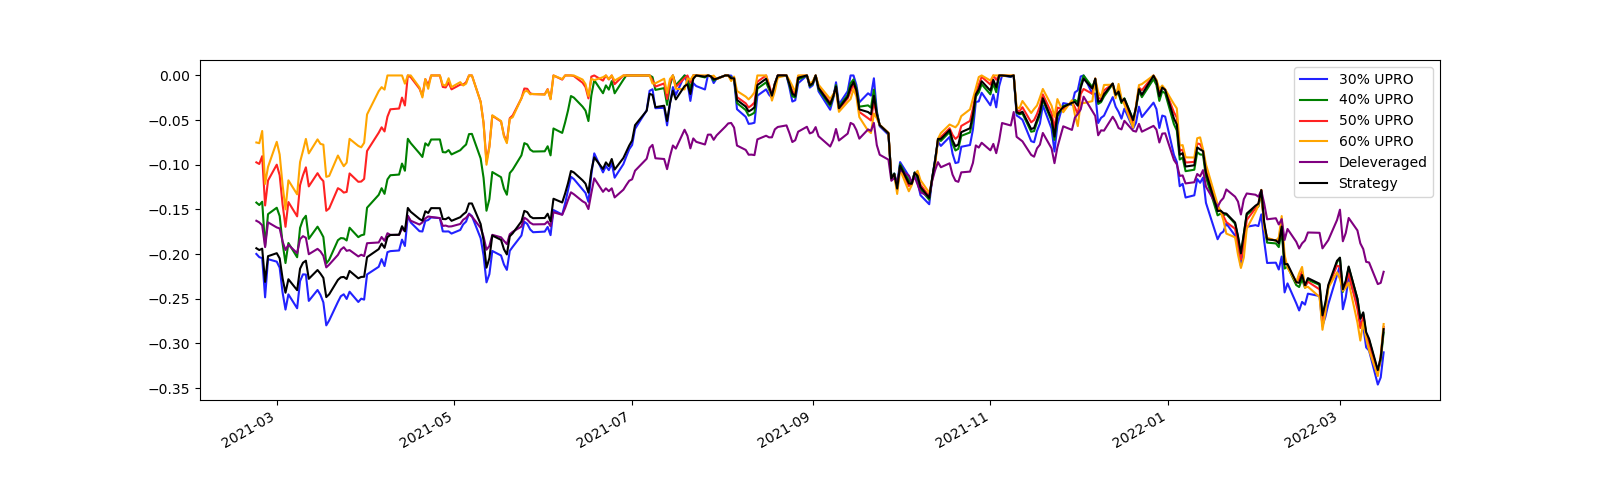 0.00
−0.05
−0.10
−0.15
−0.20
−0.25
−0.30
−0.35
2021-03
2021-05
2021-07
2021-09
2021-11
2022-01
2022-03
30% UPRO
40% UPRO
50% UPRO
60% UPRO
Deleveraged
Strategy